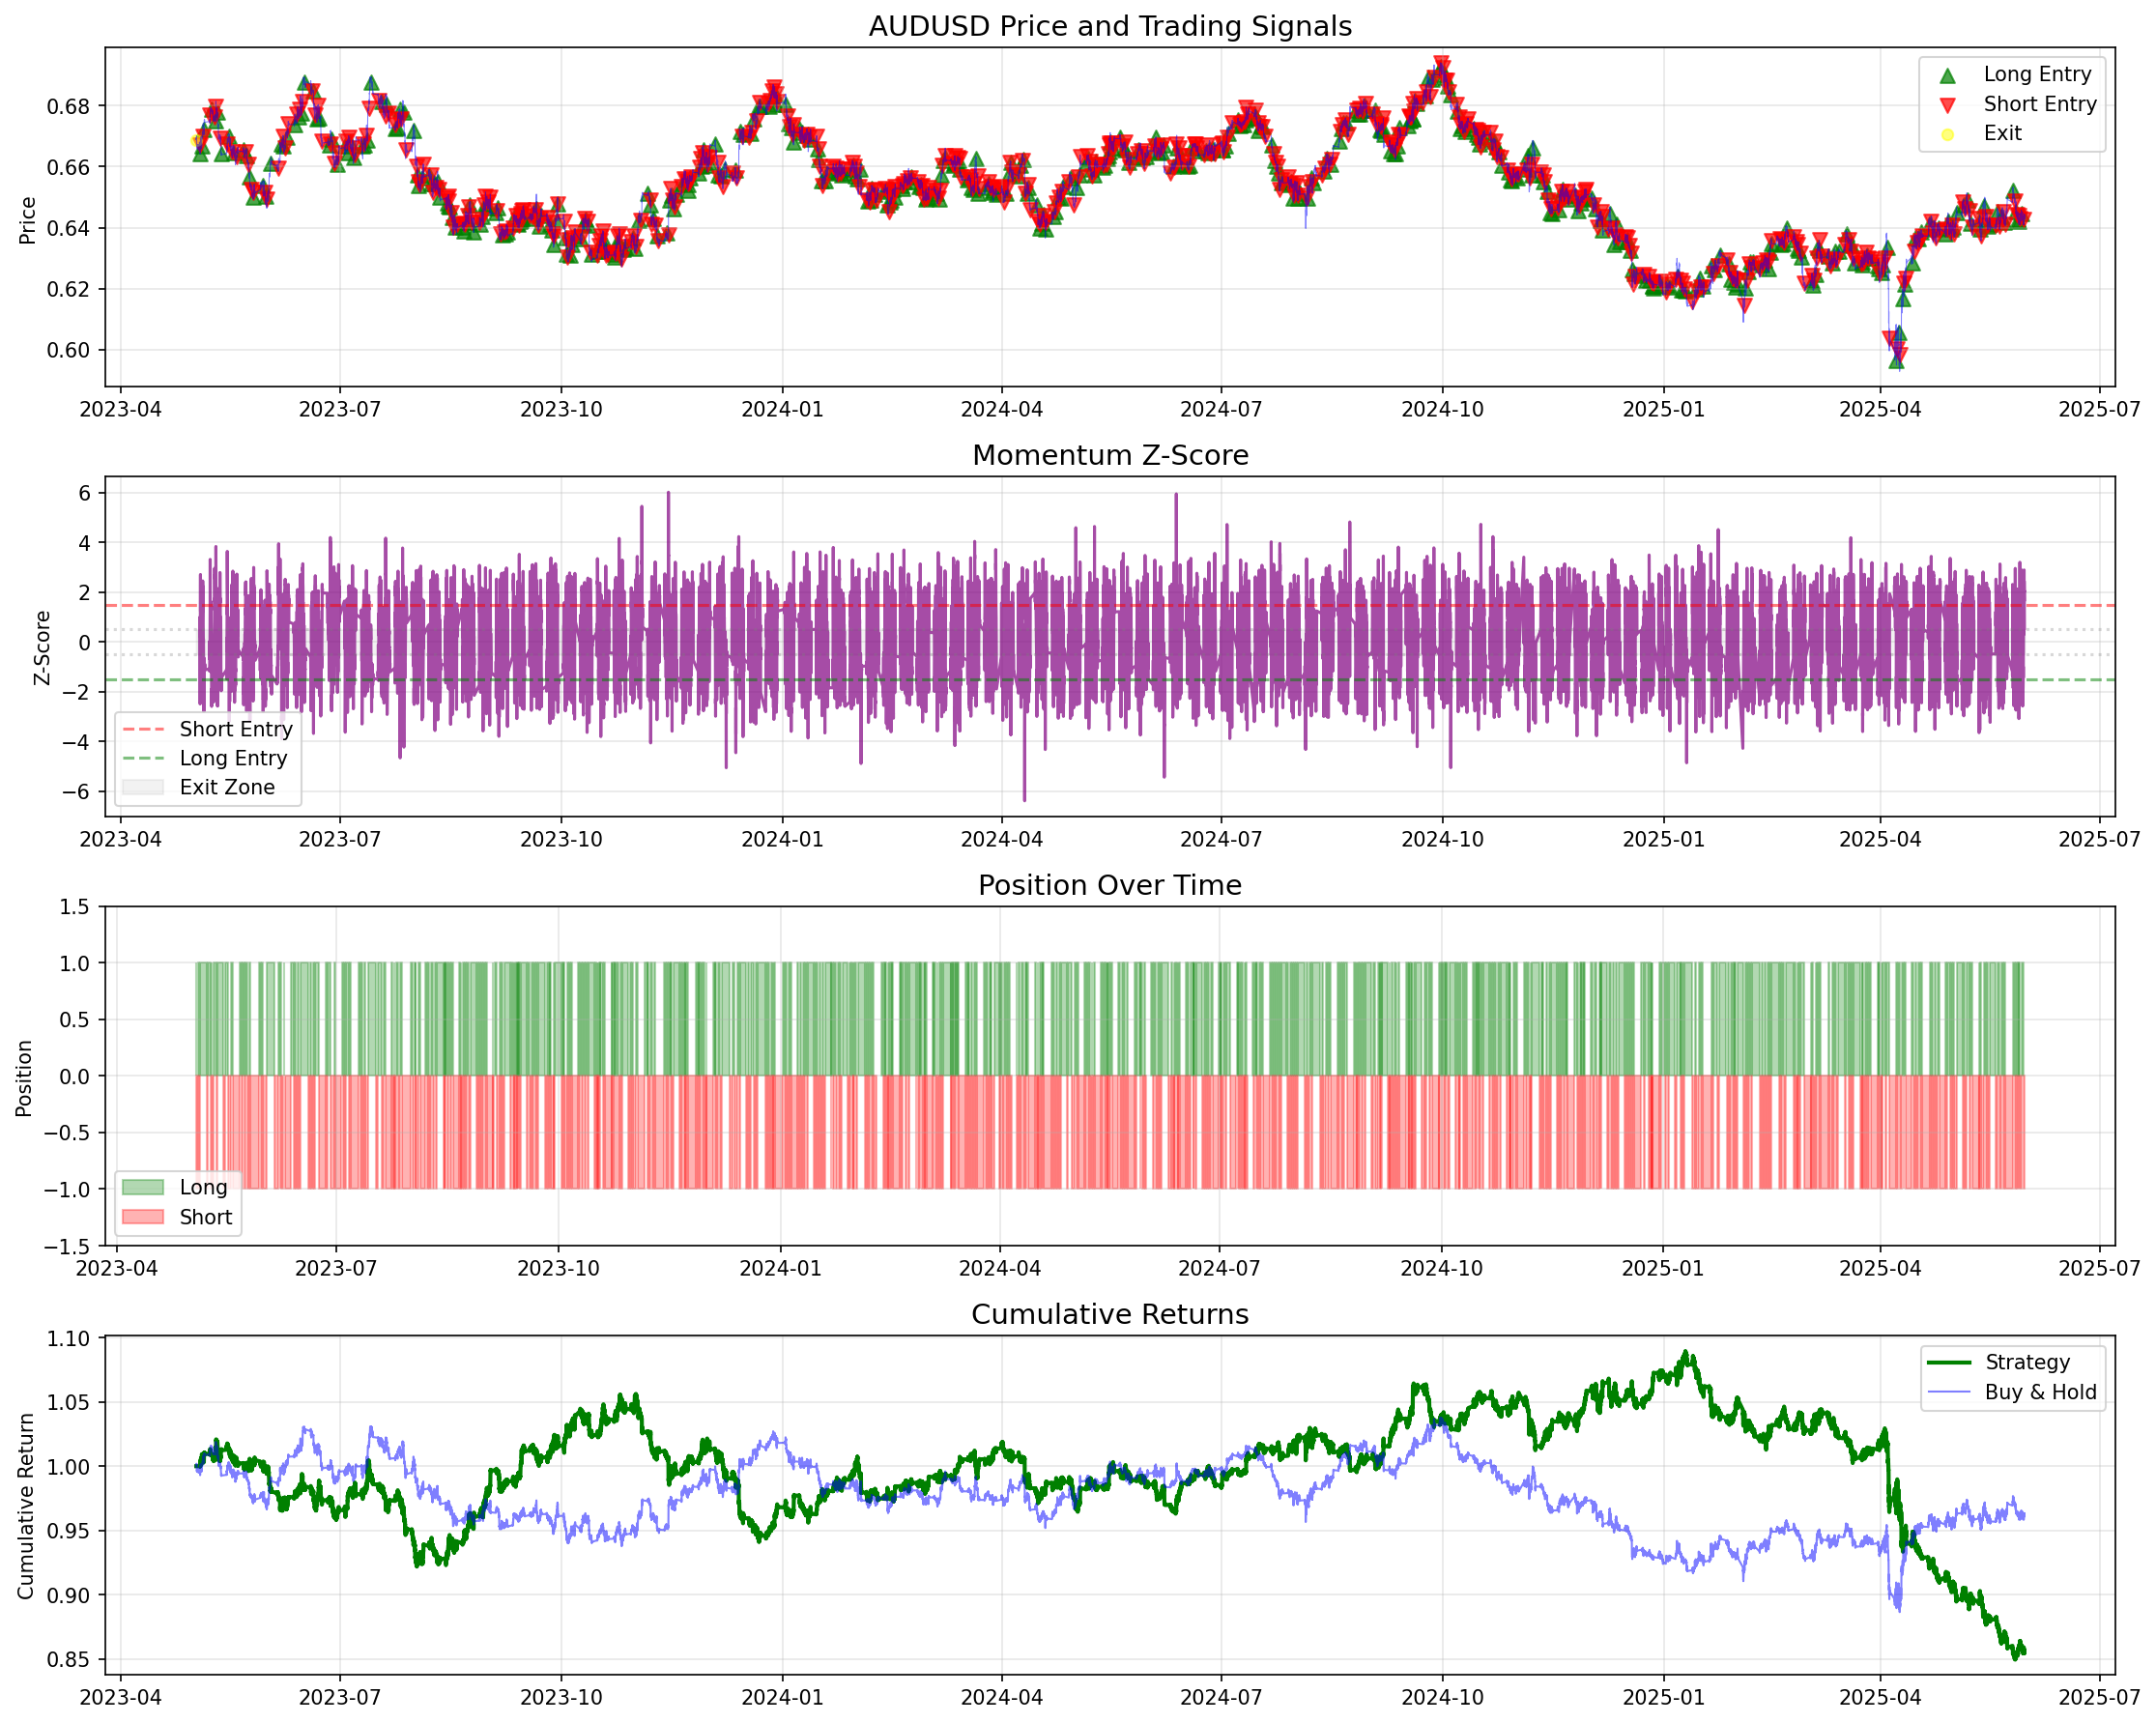 AUDUSD Price and Trading Signals
Price
0.68
0.66
0.64
0.62
0.60
Long Entry
Short Entry
Exit
2023-04 2023-07 2023-10 2024-01 2024-04 2024-07 2024-10 2025-01 2025-04 2025-07
Momentum Z-Score
Z-Score
6
4
2
0
−2
−4
−6
Short Entry
Long Entry
Exit Zone
2023-04 2023-07 2023-10 2024-01 2024-04 2024-07 2024-10 2025-01 2025-04 2025-07
Position Over Time
Position
1.5
1.0
0.5
0.0
−0.5
−1.0
−1.5
Long
Short
2023-04 2023-07 2023-10 2024-01 2024-04 2024-07 2024-10 2025-01 2025-04 2025-07
Cumulative Returns
Cumulative Return
1.10
1.05
1.00
0.95
0.90
0.85
Strategy
Buy & Hold
2023-04 2023-07 2023-10 2024-01 2024-04 2024-07 2024-10 2025-01 2025-04 2025-07